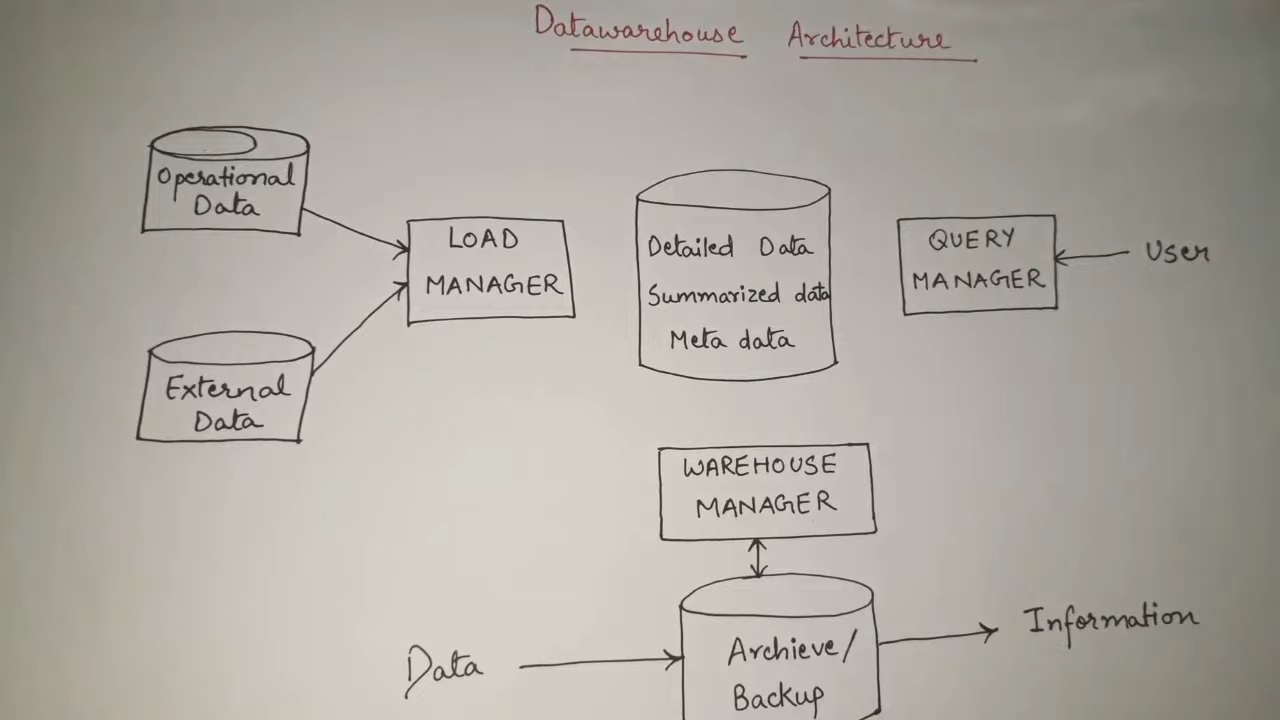 Datawarehouse Architecture
Operational
Data
External
Data
LOAD
MANAGER
Detailed Data
Summarized data
Meta data
QUERY
MANAGER
User
WAREHOUSE
MANAGER
Data
Archieve/
Backup
Information